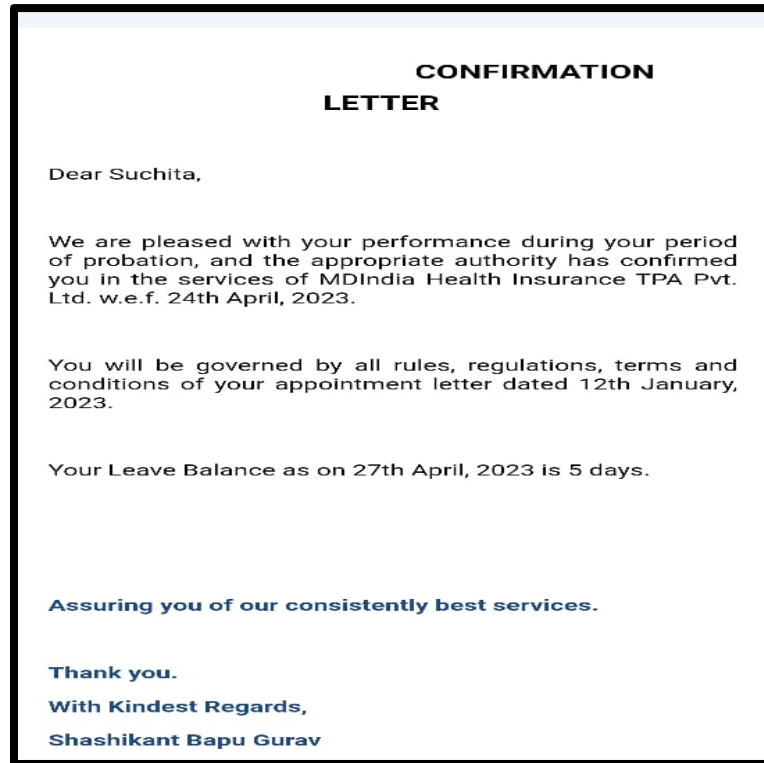 CONFIRMATION
LETTER
Dear Suchita,
We are pleased with your performance during your period
of probation, and the appropriate authority has confirmed
you in the services of MDIndia Health Insurance TPA Pvt.
Ltd. w.e.f. 24th April, 2023.
You will be governed by all rules, regulations, terms and
conditions of your appointment letter dated 12th January,
2023.
Your Leave Balance as on 27th April, 2023 is 5 days.
Assuring you of our consistently best services.
Thank you.
With Kindest Regards,
Shashikant Bapu Gurav